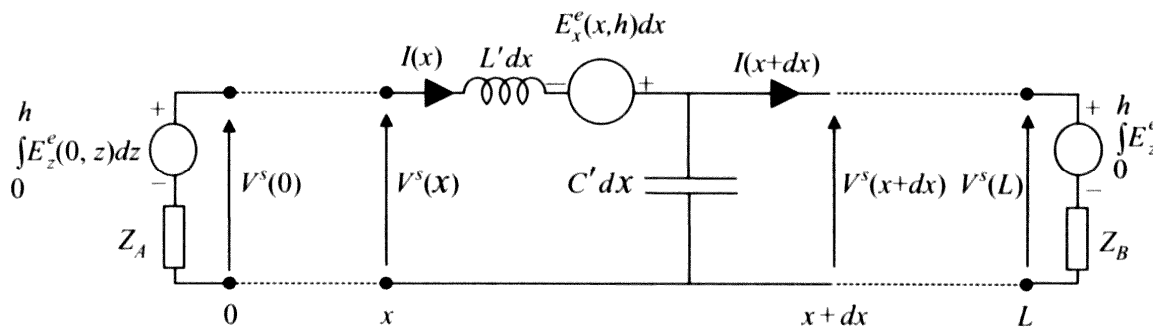 E_x^e(x,h)dx
I(x) L'dx − + I(x+dx)
+ h ∫ E_z^e(0, z)dz 0 −
+ h ∫ E_z^e 0 −
V^s(0) V^s(x) C'dx V^s(x+dx) V^s(L)
Z_A Z_B
0 x x + dx L